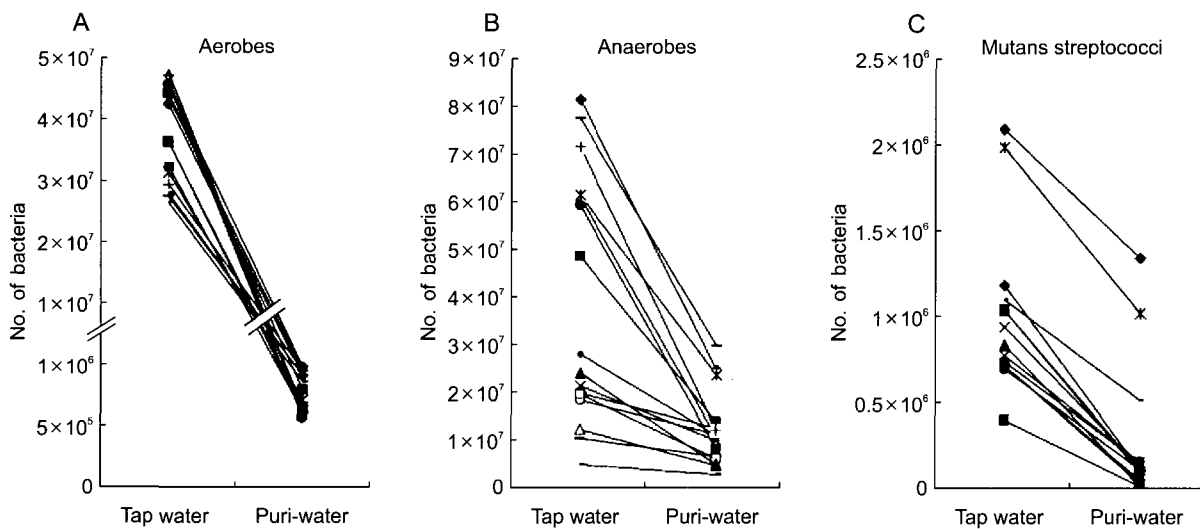 A
Aerobes
No. of bacteria
5×10⁷
4×10⁷
3×10⁷
2×10⁷
1×10⁷
1×10⁶
5×10⁵
0
Tap water
Puri-water
B
Anaerobes
No. of bacteria
9×10⁷
8×10⁷
7×10⁷
6×10⁷
5×10⁷
4×10⁷
3×10⁷
2×10⁷
1×10⁷
0
Tap water
Puri-water
C
Mutans streptococci
No. of bacteria
2.5×10⁶
2×10⁶
1.5×10⁶
1×10⁶
0.5×10⁶
0
Tap water
Puri-water